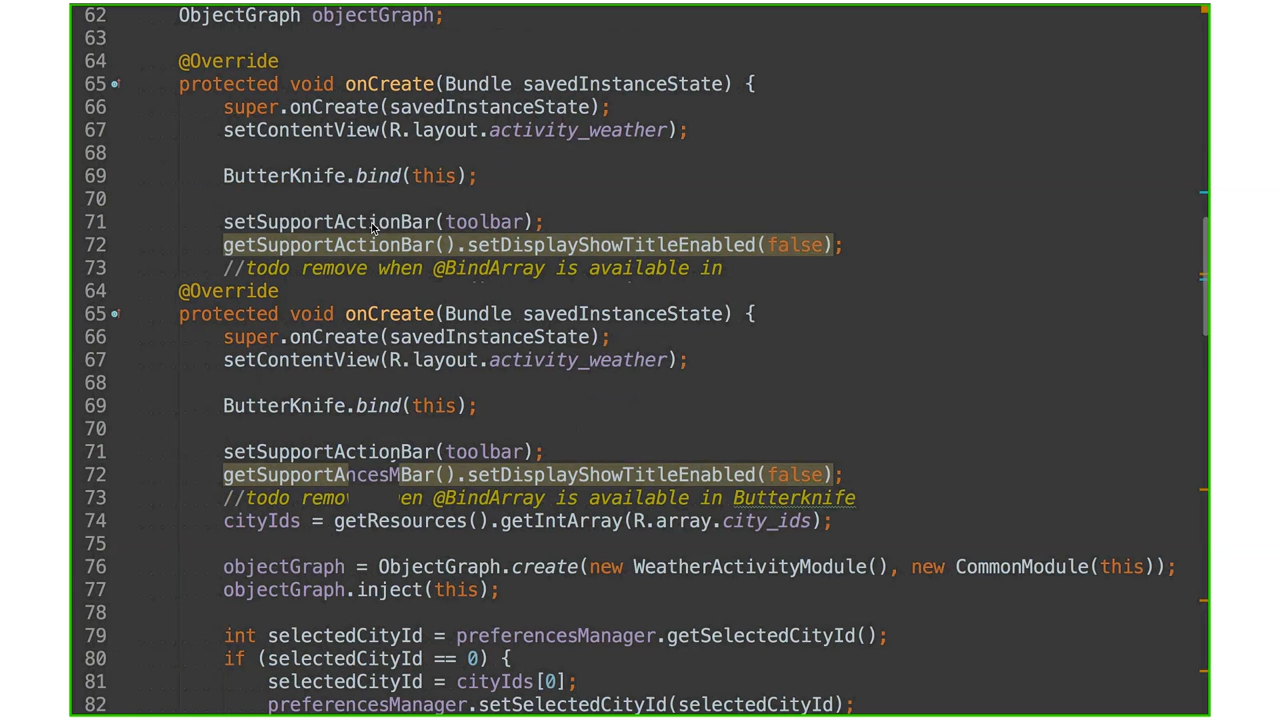 62 ObjectGraph objectGraph;
63
64 @Override
65 protected void onCreate(Bundle savedInstanceState) {
66 super.onCreate(savedInstanceState);
67 setContentView(R.layout.activity_weather);
68
69 ButterKnife.bind(this);
70
71 setSupportActionBar(toolbar);
72 getSupportActionBar().setDisplayShowTitleEnabled(false);
73 //todo remove when @BindArray is available in
64 @Override
65 protected void onCreate(Bundle savedInstanceState) {
66 super.onCreate(savedInstanceState);
67 setContentView(R.layout.activity_weather);
68
69 ButterKnife.bind(this);
70
71 setSupportActionBar(toolbar);
72 getSupportAncesMBar().setDisplayShowTitleEnabled(false);
73 //todo remov en @BindArray is available in Butterknife
74 cityIds = getResources().getIntArray(R.array.city_ids);
75
76 objectGraph = ObjectGraph.create(new WeatherActivityModule(), new CommonModule(this));
77 objectGraph.inject(this);
78
79 int selectedCityId = preferencesManager.getSelectedCityId();
80 if (selectedCityId == 0) {
81 selectedCityId = cityIds[0];
82 preferencesManager.setSelectedCityId(selectedCityId);